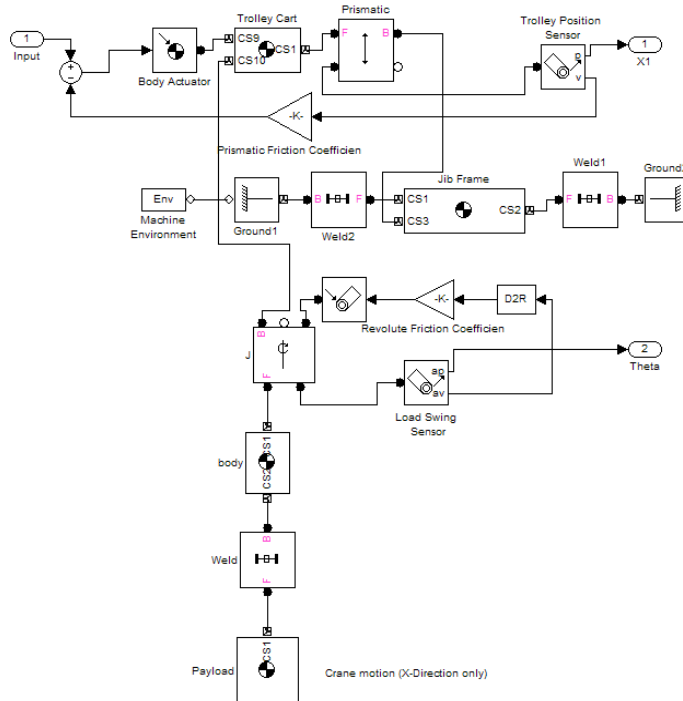 Trolley Cart
Prismatic
Trolley Position
Sensor
1
Input
+
−
Body Actuator
CS9
CS10
CS1
F
B
p
v
1
X1
-K-
Prismatic Friction Coefficien
Env
Machine
Environment
Ground1
B
F
Weld2
Jib Frame
CS1
CS3
CS2
Weld1
F
B
Ground2
-K-
D2R
Revolute Friction Coefficien
B
F
J
ap
av
Load Swing
Sensor
2
Theta
body
CS1
CS2
Weld
B
F
Payload
CS1
Crane motion (X-Direction only)